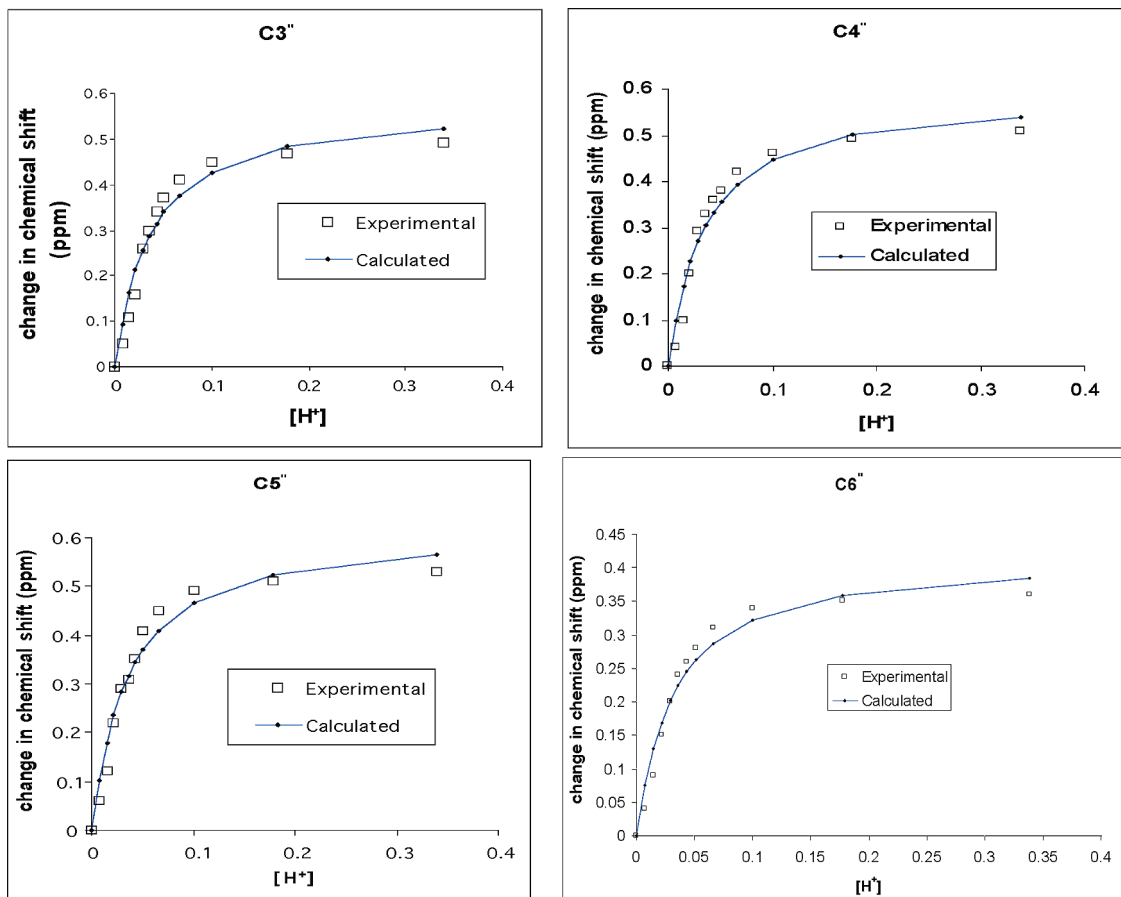 C3"
change in chemical shift
(ppm)
0.6
0.5
0.4
0.3
0.2
0.1
0
0 0.1 0.2 0.3 0.4
[H+]
Experimental
Calculated
C4"
change in chemical shift (ppm)
0.6
0.5
0.4
0.3
0.2
0.1
0
0 0.1 0.2 0.3 0.4
[H+]
Experimental
Calculated
C5"
change in chemical shift (ppm)
0.6
0.5
0.4
0.3
0.2
0.1
0
0 0.1 0.2 0.3 0.4
[H+]
Experimental
Calculated
C6"
change in chemical shift (ppm)
0.45
0.4
0.35
0.3
0.25
0.2
0.15
0.1
0.05
0
0 0.05 0.1 0.15 0.2 0.25 0.3 0.35 0.4
[H+]
Experimental
Calculated